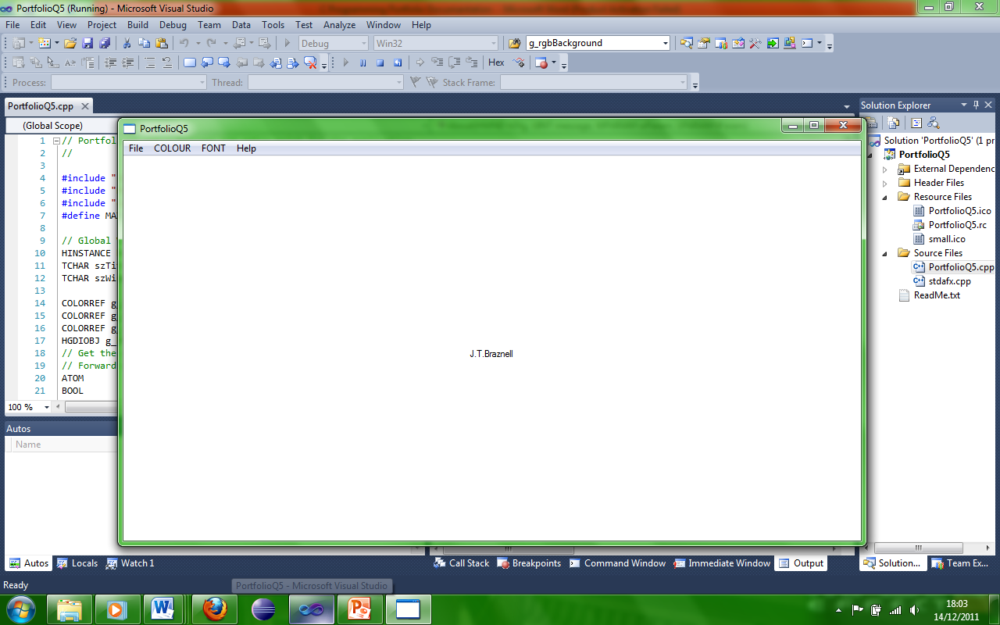 PortfolioQ5 (Running) - Microsoft Visual Studio
File Edit View Project Build Debug Team Data Tools Test Analyze Window Help
Debug Win32 g_rgbBackground
Hex
Process: Thread: Stack Frame:
PortfolioQ5.cpp
(Global Scope)
1 // Portfol
2 //
3
4 #include "
5 #include "
6 #include "
7 #define MA
8
9 // Global
10 HINSTANCE
11 TCHAR szTi
12 TCHAR szWi
13
14 COLORREF g_
15 COLORREF g_
16 COLORREF g_
17 HGDIOBJ g_
18 // Get the
19 // Forward
20 ATOM
21 BOOL
100 %
Autos
Name
PortfolioQ5
File COLOUR FONT Help
J.T.Braznell
Solution Explorer
Solution 'PortfolioQ5' (1 pr
PortfolioQ5
External Dependenc
Header Files
Resource Files
PortfolioQ5.ico
PortfolioQ5.rc
small.ico
Source Files
PortfolioQ5.cpp
stdafx.cpp
ReadMe.txt
Autos Locals Watch 1
Call Stack Breakpoints Command Window Immediate Window Output
Solution... Team Ex...
Ready
PortfolioQ5 - Microsoft Visual Studio
18:03
14/12/2011